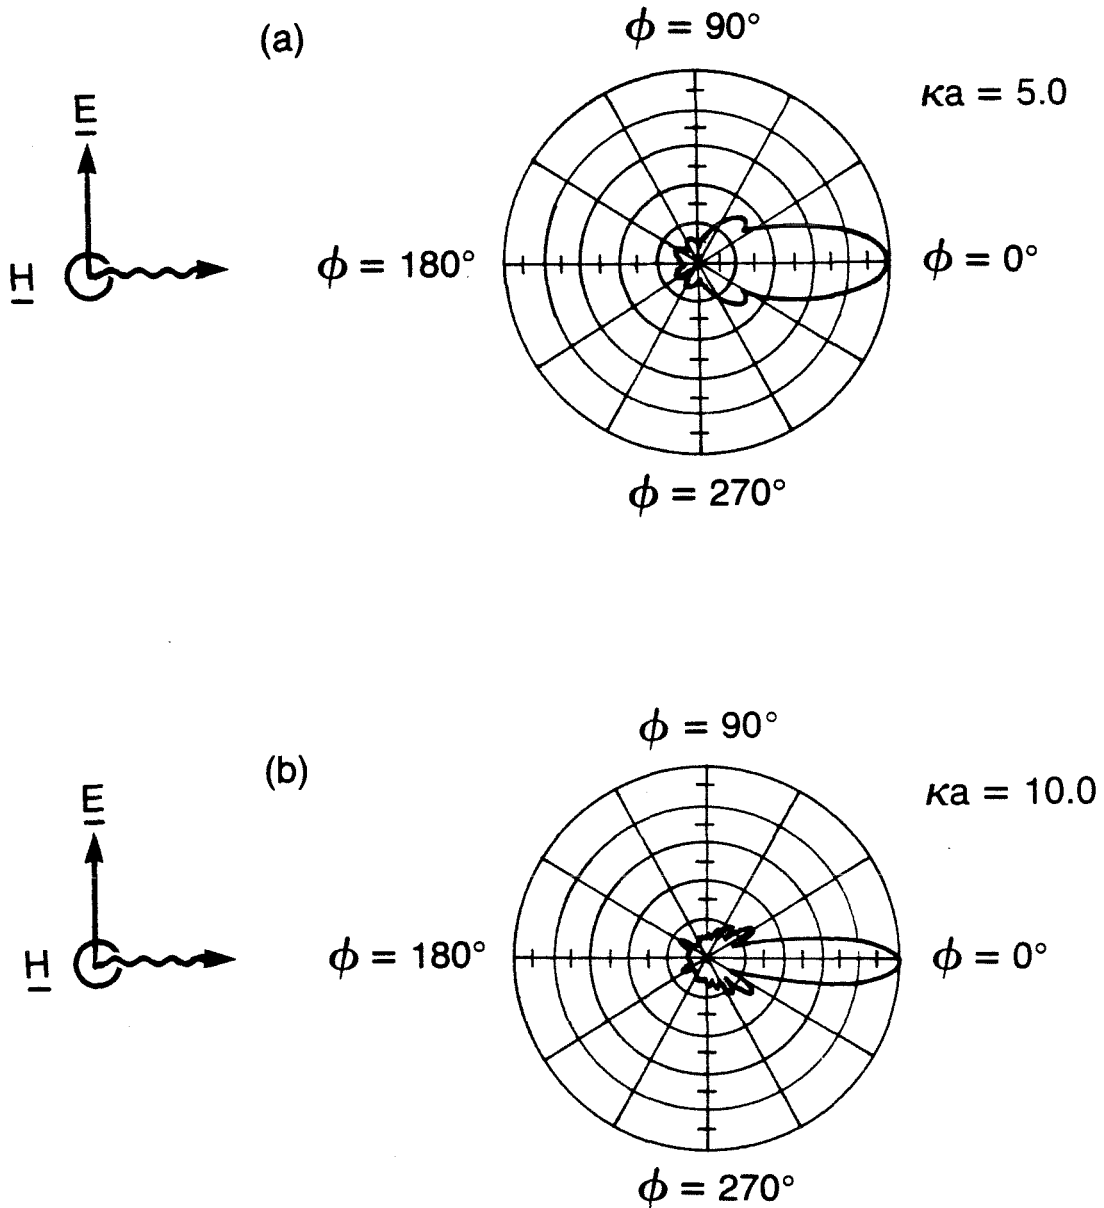 (a)
ϕ = 90°
κa = 5.0
E
H
ϕ = 180°
ϕ = 0°
ϕ = 270°
(b)
ϕ = 90°
κa = 10.0
E
H
ϕ = 180°
ϕ = 0°
ϕ = 270°